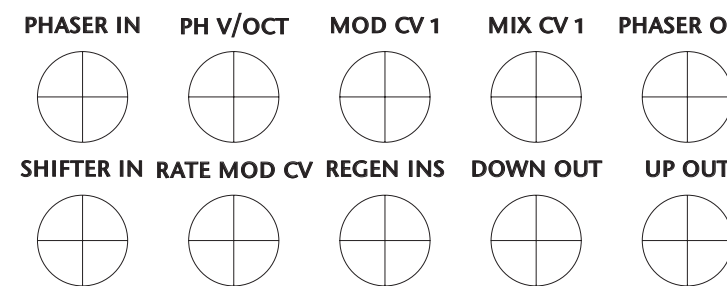 PHASER IN PH V/OCT MOD CV 1 MIX CV 1 PHASER O
SHIFTER IN RATE MOD CV REGEN INS DOWN OUT UP OUT